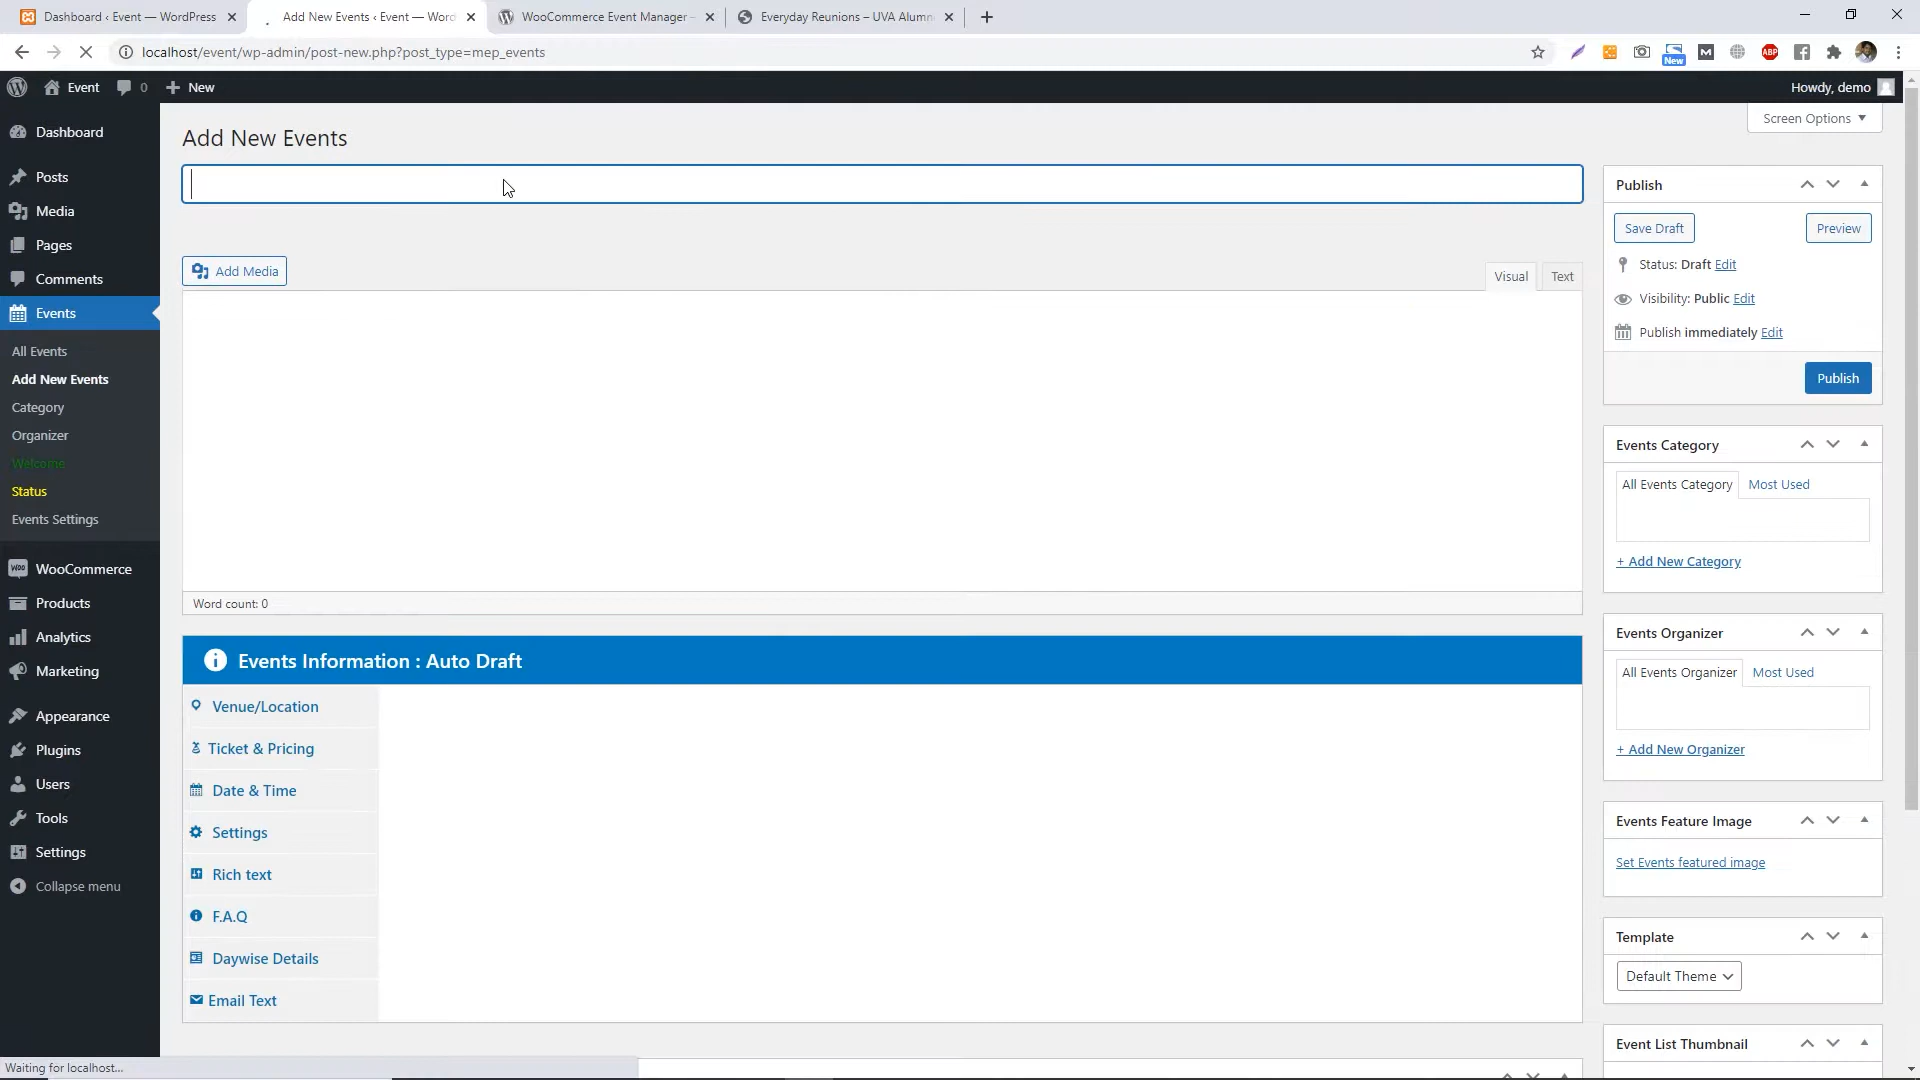 Dashboard ‹ Event — WordPress
Add New Events ‹ Event — Word
WooCommerce Event Manager –
Everyday Reunions – UVA Alumn
localhost/event/wp-admin/post-new.php?post_type=mep_events
New
ABP
Event
0
New
Howdy, demo
Screen Options
Dashboard
Posts
Media
Pages
Comments
Events
All Events
Add New Events
Category
Organizer
Welcome
Status
Events Settings
WooCommerce
Products
Analytics
Marketing
Appearance
Plugins
Users
Tools
Settings
Collapse menu
Add New Events
Add Media
Visual
Text
Word count: 0
Events Information : Auto Draft
Venue/Location
Ticket & Pricing
Date & Time
Settings
Rich text
F.A.Q
Daywise Details
Email Text
Publish
Save Draft
Preview
Status: Draft Edit
Visibility: Public Edit
Publish immediately Edit
Publish
Events Category
All Events Category
Most Used
+ Add New Category
Events Organizer
All Events Organizer
Most Used
+ Add New Organizer
Events Feature Image
Set Events featured image
Template
Default Theme
Event List Thumbnail
Waiting for localhost...